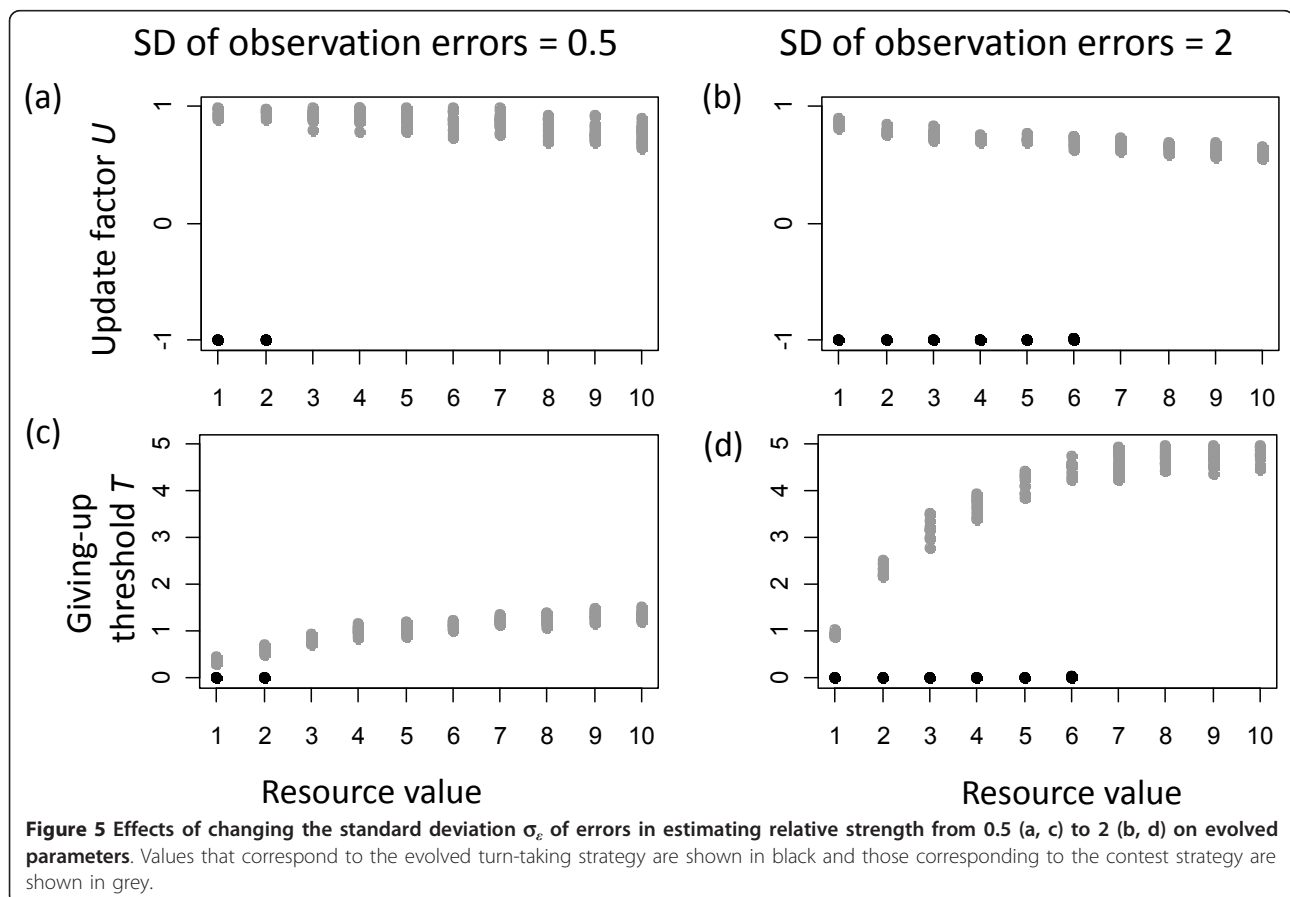 SD of observation errors = 0.5
SD of observation errors = 2
(a)
1
0
-1
Update factor U
1 2 3 4 5 6 7 8 9 10
(b)
1
0
-1
1 2 3 4 5 6 7 8 9 10
(c)
5
4
3
2
1
0
Giving-up
threshold T
1 2 3 4 5 6 7 8 9 10
Resource value
(d)
5
4
3
2
1
0
1 2 3 4 5 6 7 8 9 10
Resource value
Figure 5 Effects of changing the standard deviation σε of errors in estimating relative strength from 0.5 (a, c) to 2 (b, d) on evolved
parameters. Values that correspond to the evolved turn-taking strategy are shown in black and those corresponding to the contest strategy are
shown in grey.